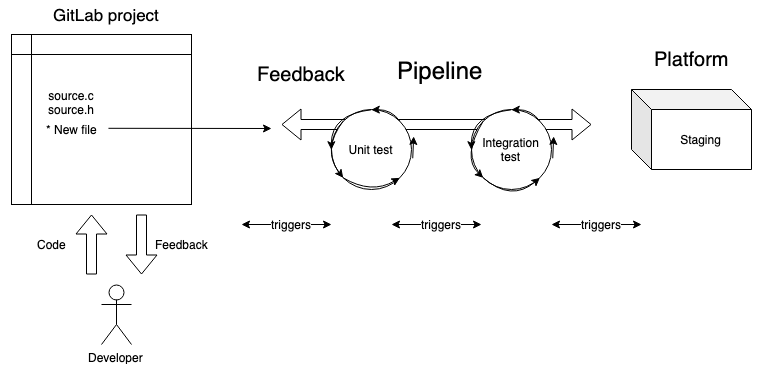 GitLab project
Feedback
Pipeline
Platform
source.c
source.h
* New file
Unit test
Integration
test
Staging
triggers
triggers
triggers
Code
Feedback
Developer